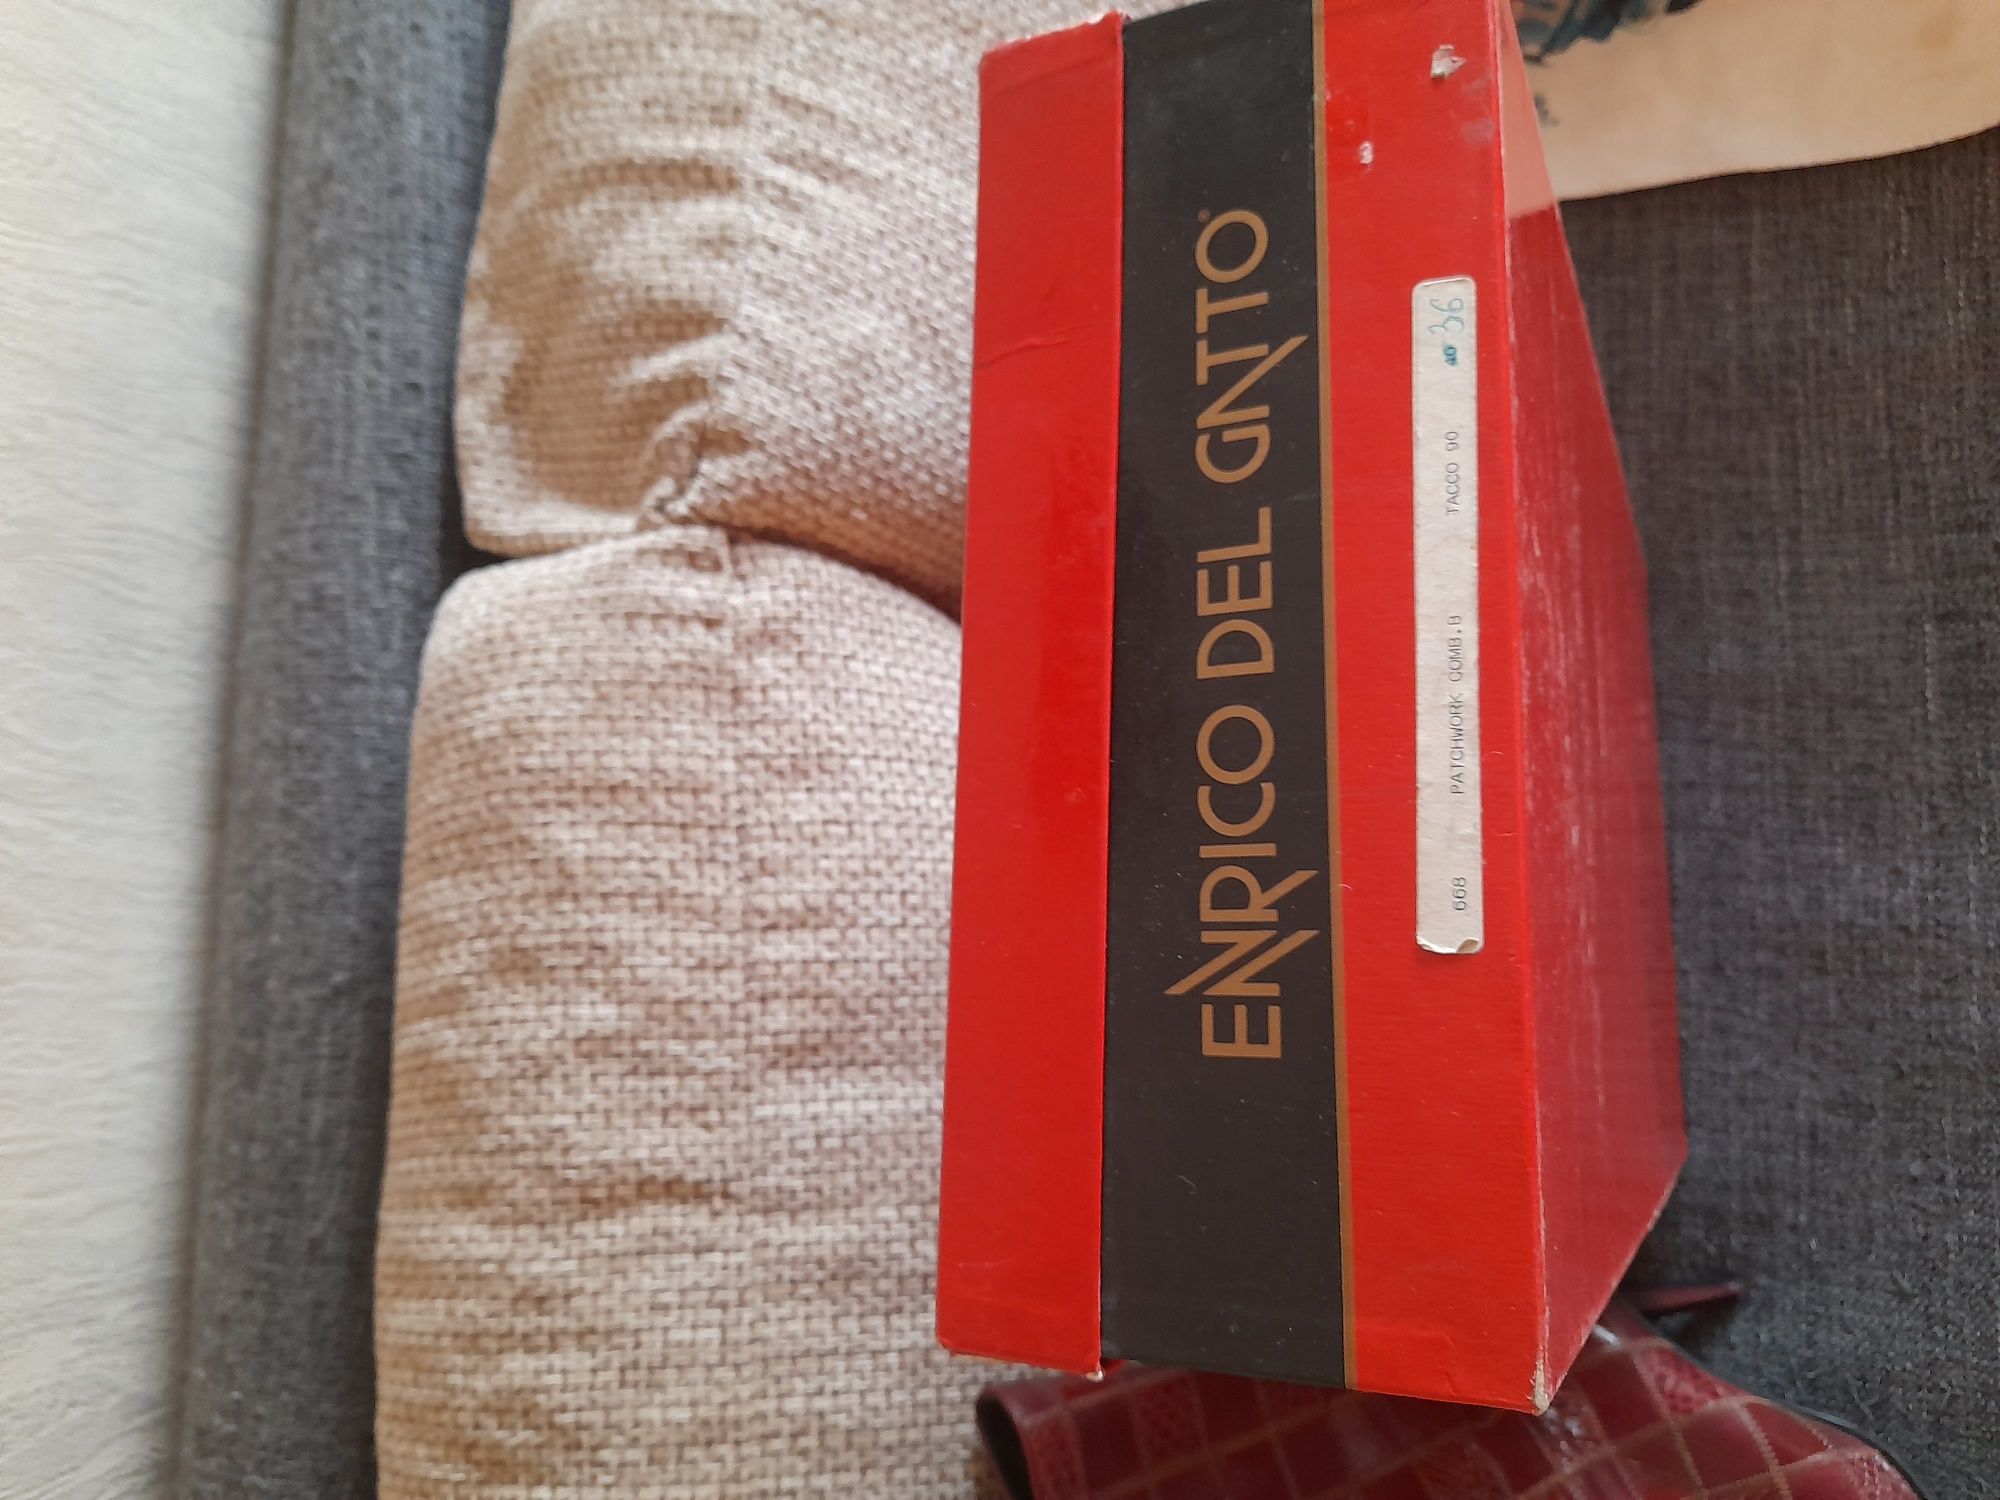 ENRICO DEL GATTO
668 PATCHWORK COMB.B TACCO 90 36